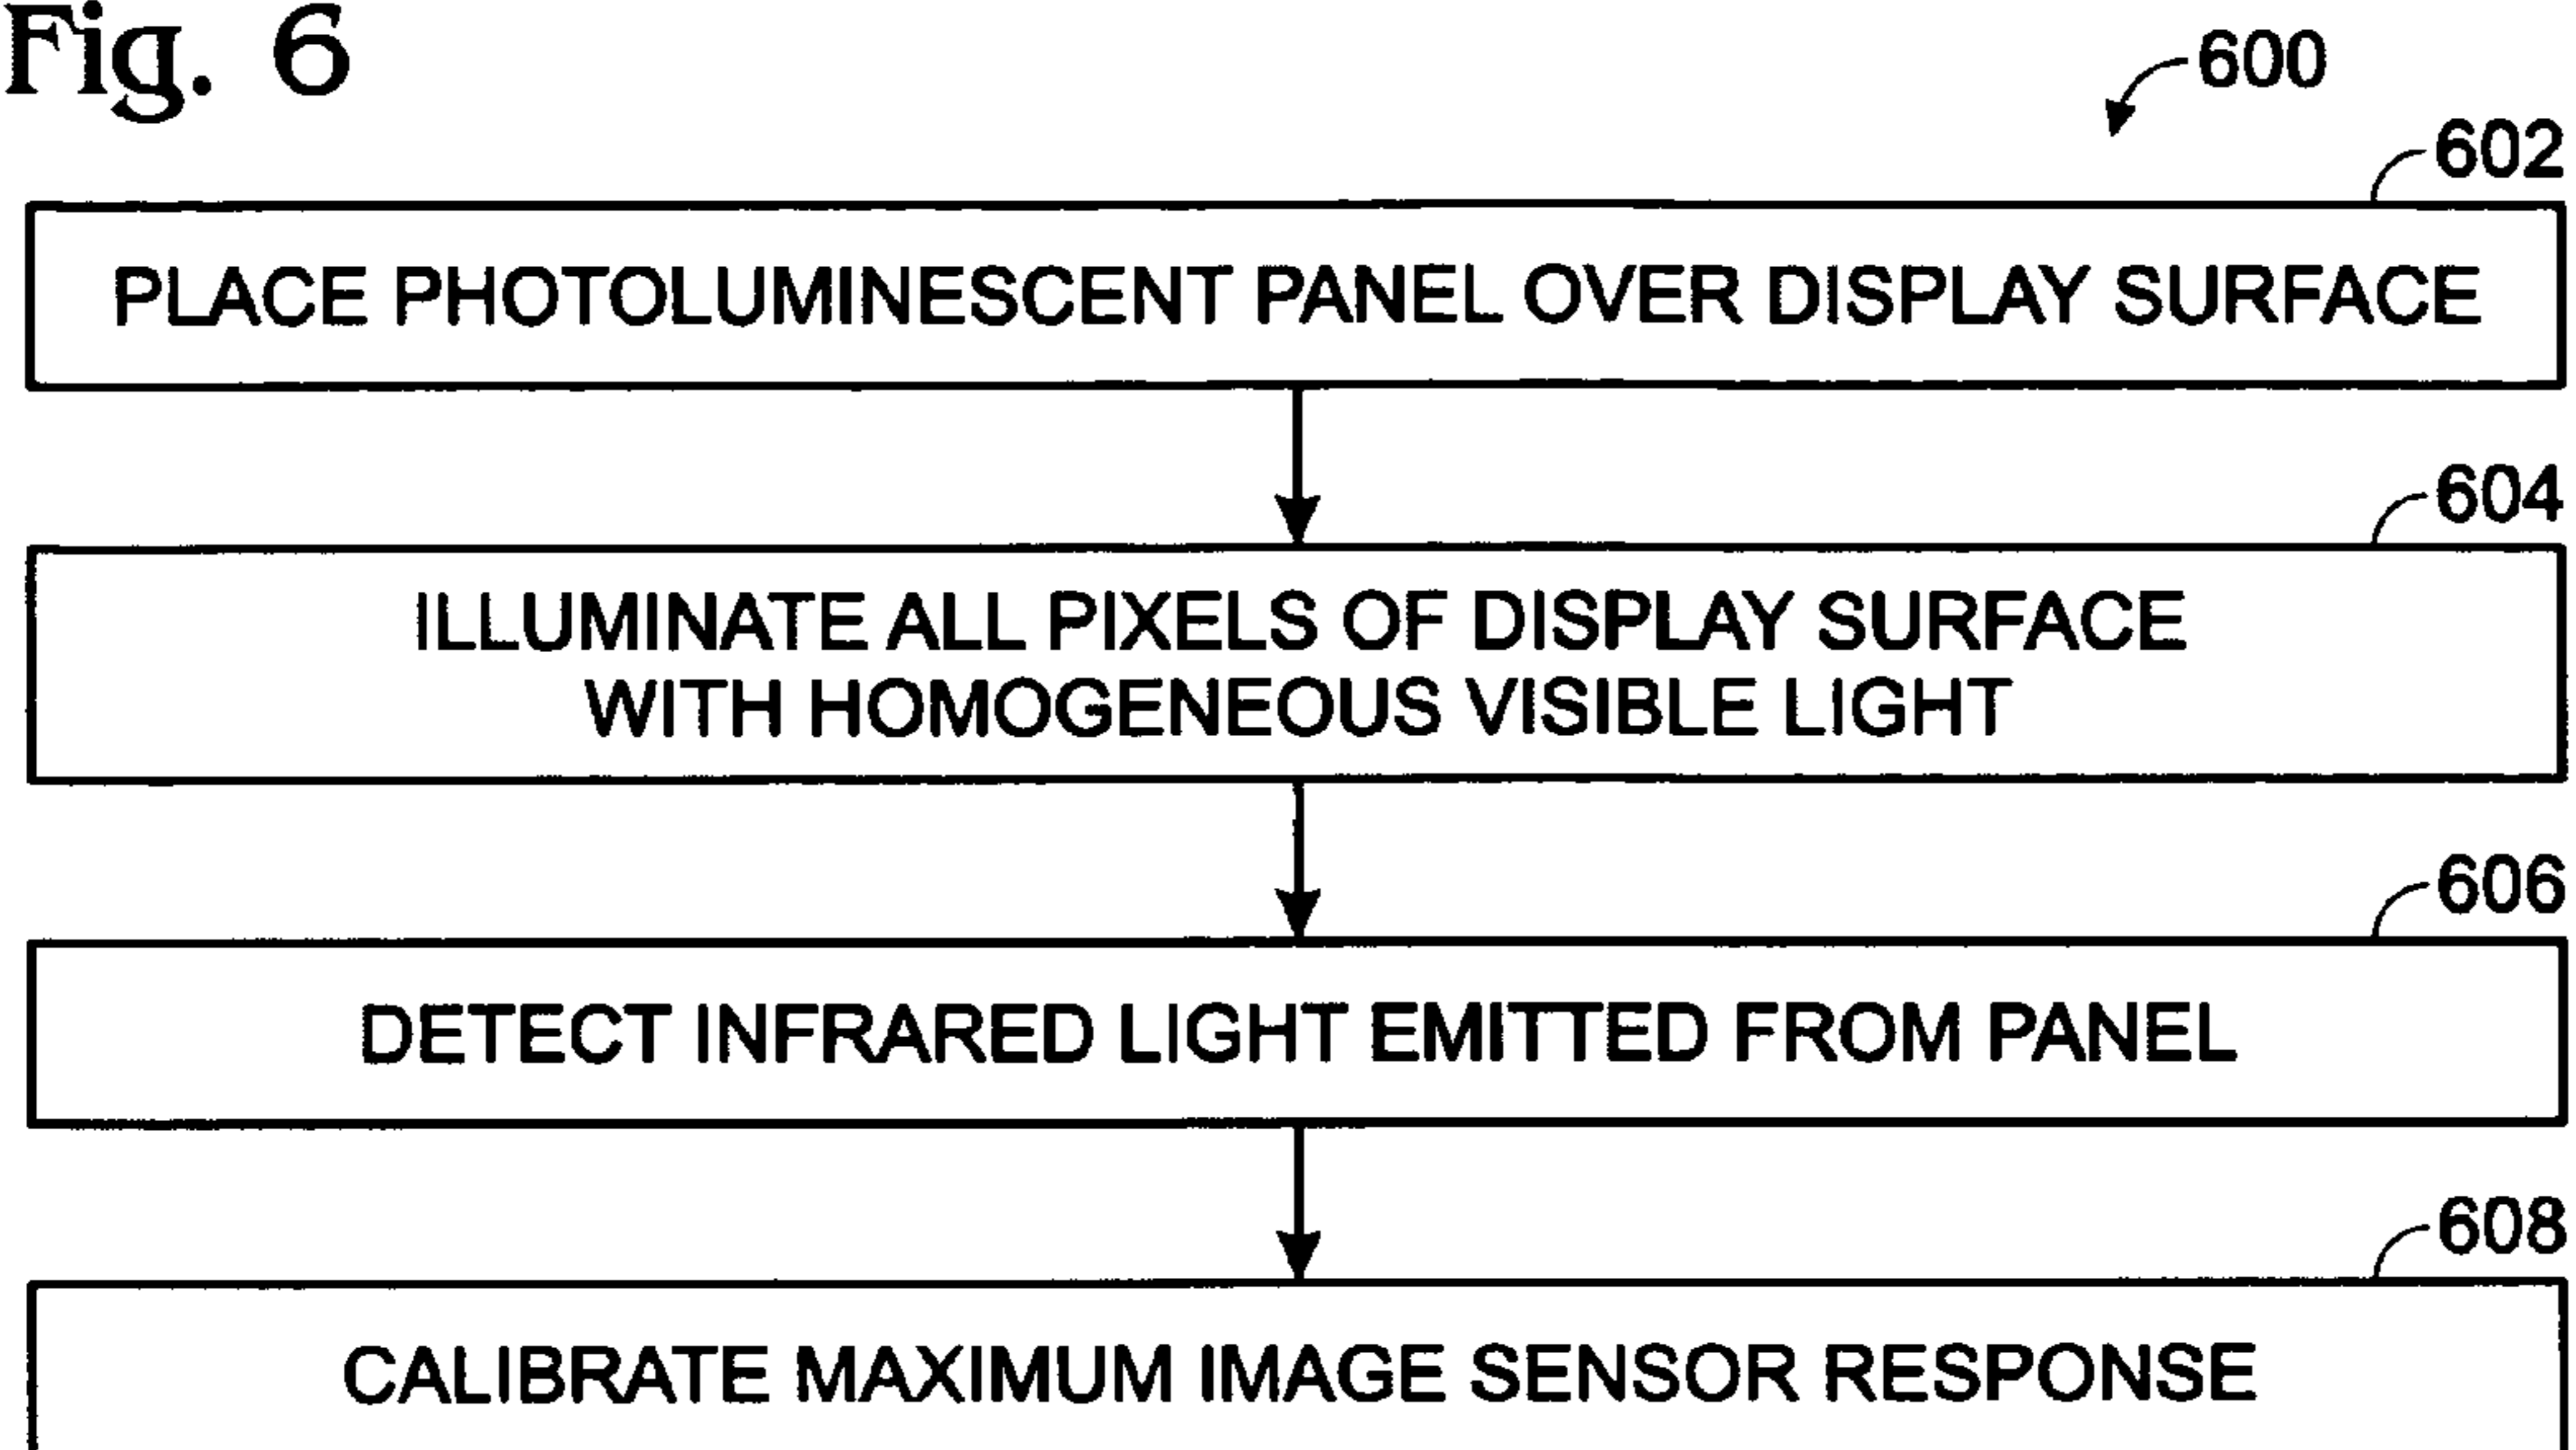 Fig. 6
600
602
PLACE PHOTOLUMINESCENT PANEL OVER DISPLAY SURFACE
604
ILLUMINATE ALL PIXELS OF DISPLAY SURFACE
WITH HOMOGENEOUS VISIBLE LIGHT
606
DETECT INFRARED LIGHT EMITTED FROM PANEL
608
CALIBRATE MAXIMUM IMAGE SENSOR RESPONSE